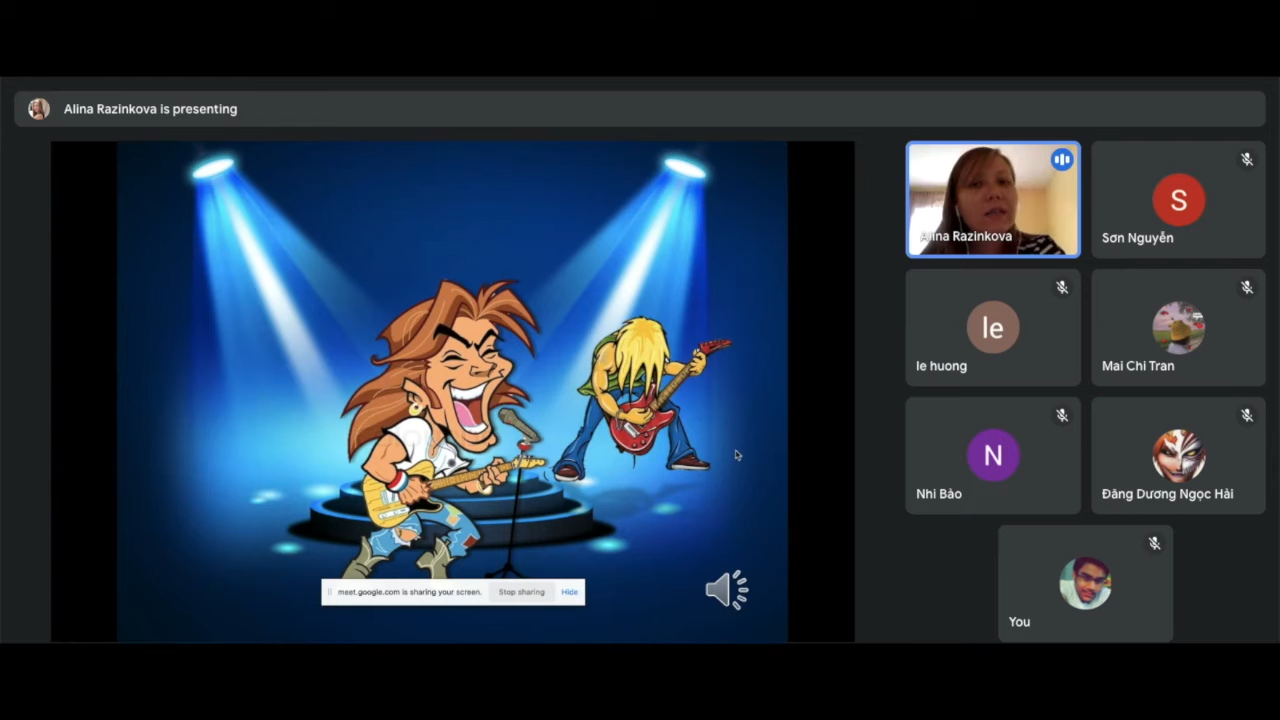 Alina Razinkova is presenting
Alina Razinkova
S
Sơn Nguyễn
le
le huong
Mai Chi Tran
N
Nhi Bảo
Đăng Dương Ngọc Hải
You
meet.google.com is sharing your screen. Stop sharing Hide